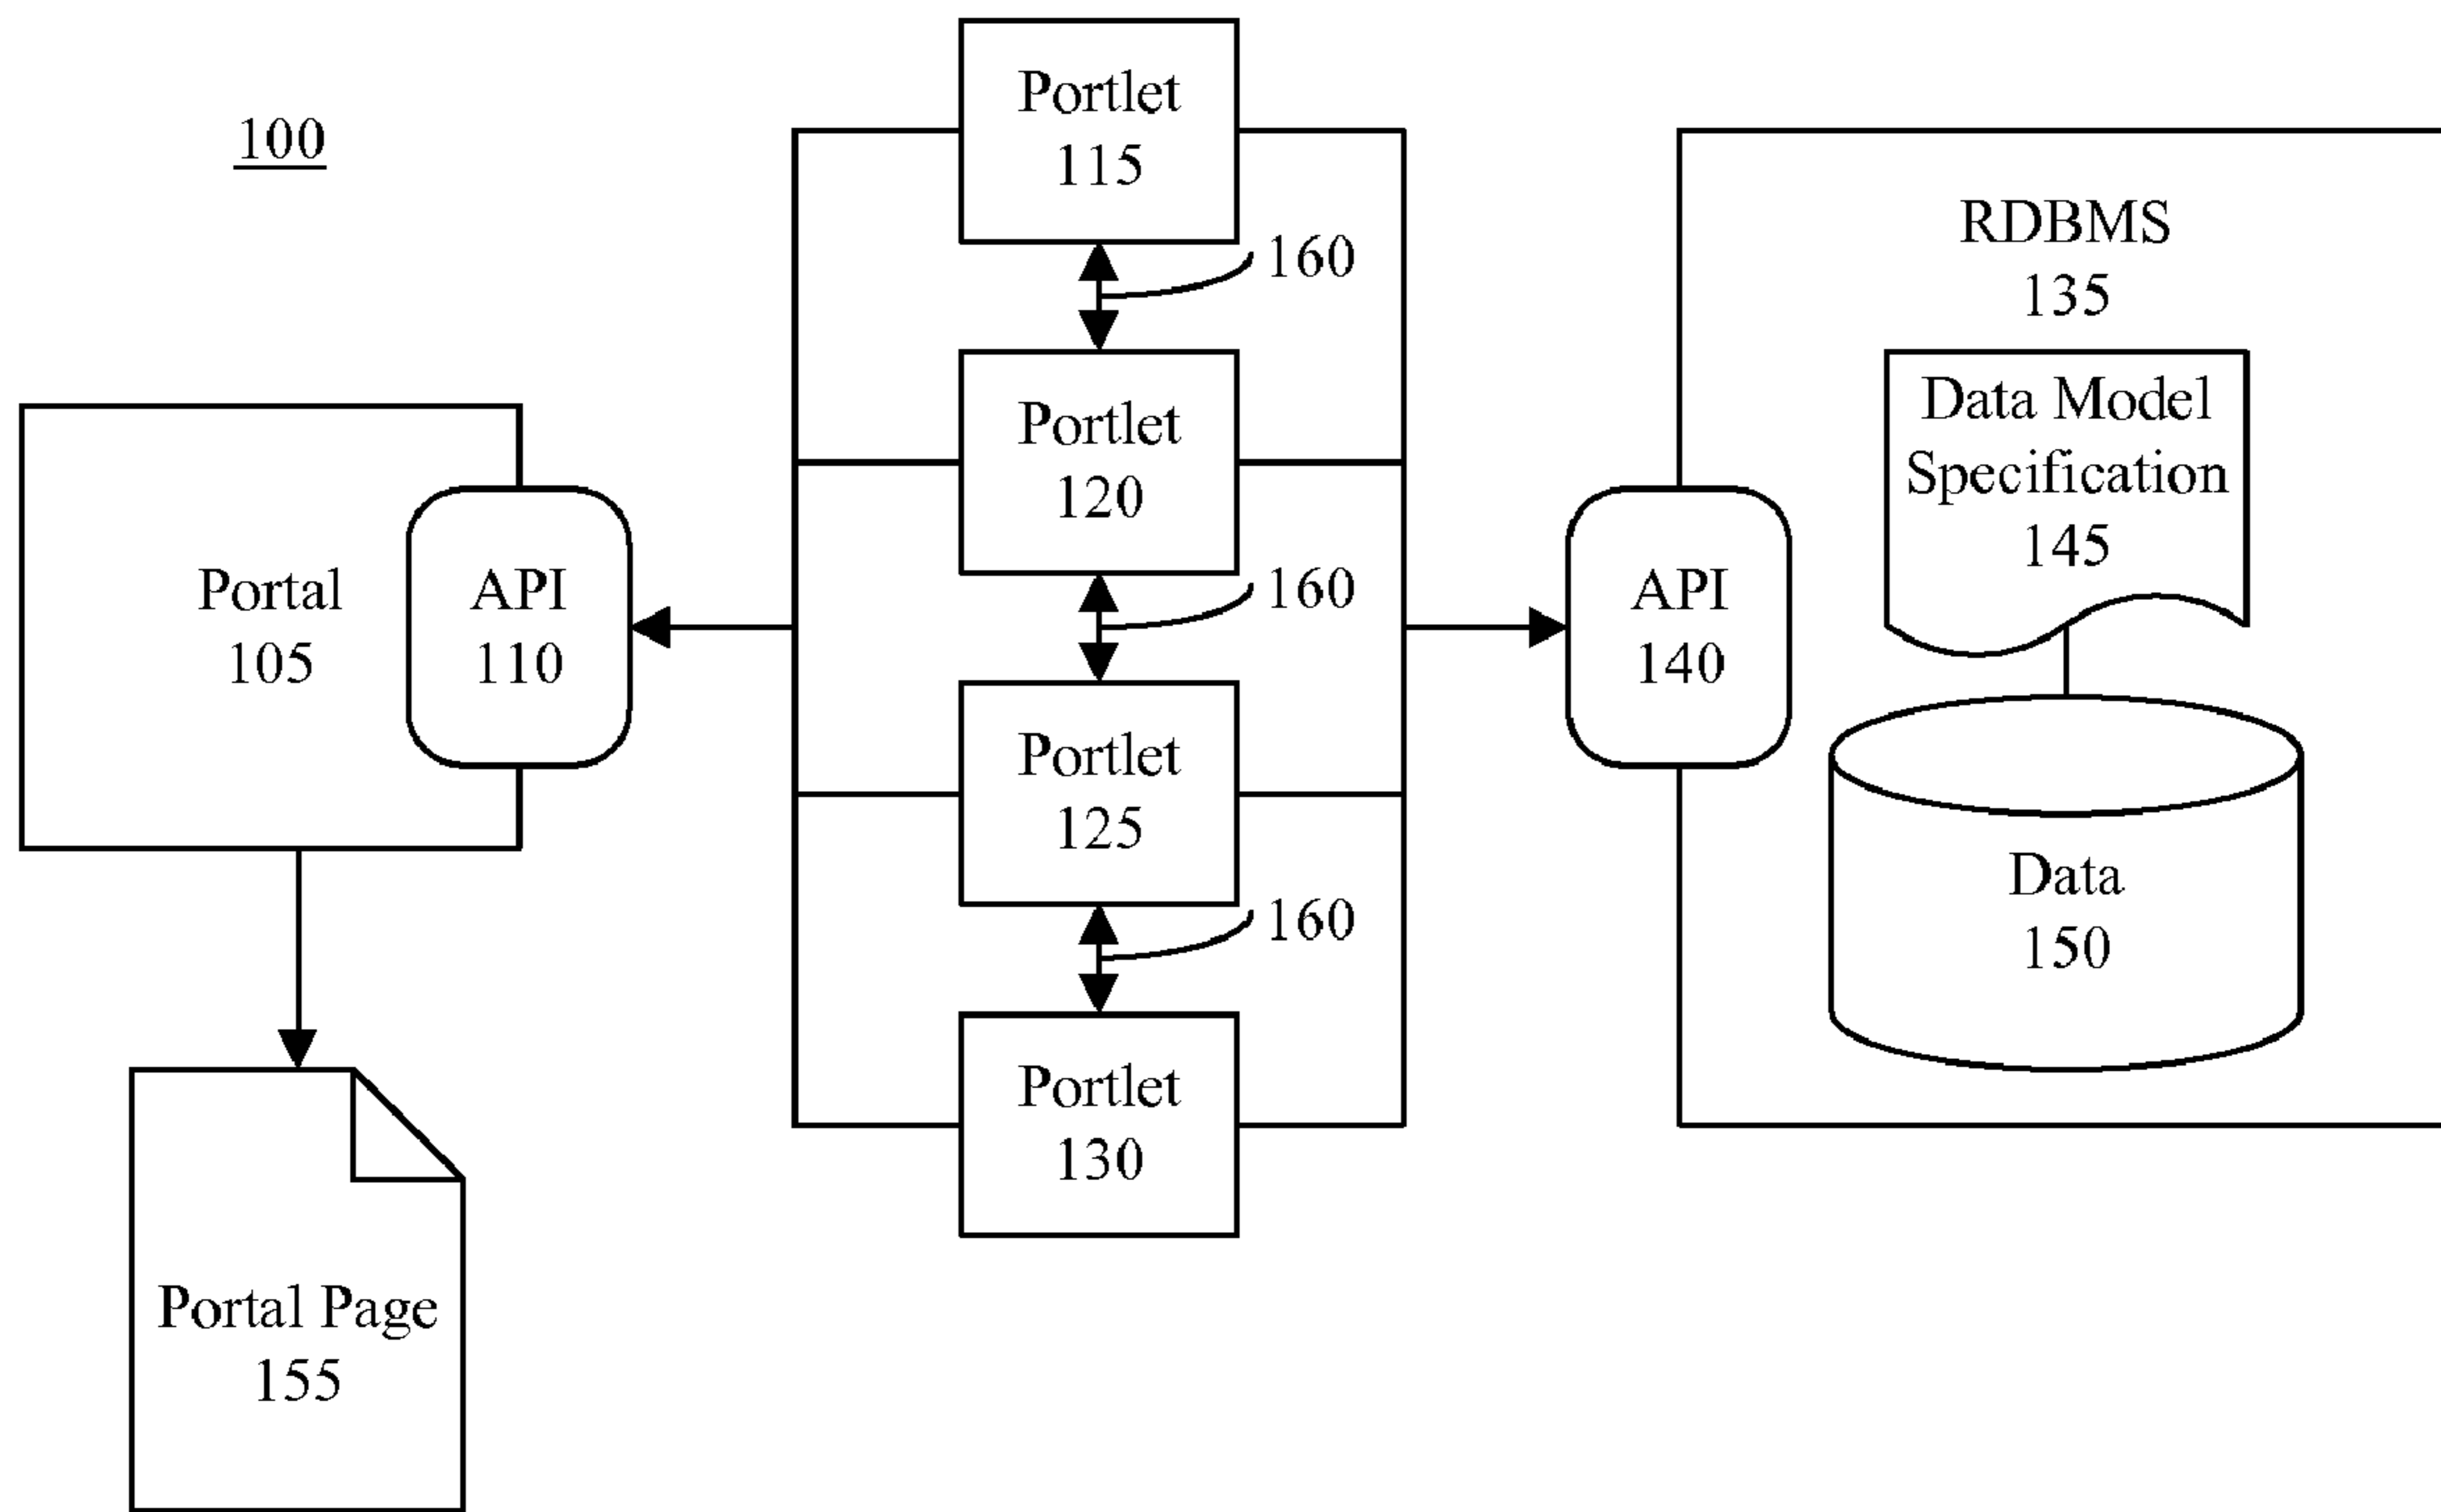 100
Portlet
115
160
Portlet
120
160
Portlet
125
160
Portlet
130
Portal
105
API
110
Portal Page
155
API
140
RDBMS
135
Data Model
Specification
145
Data
150